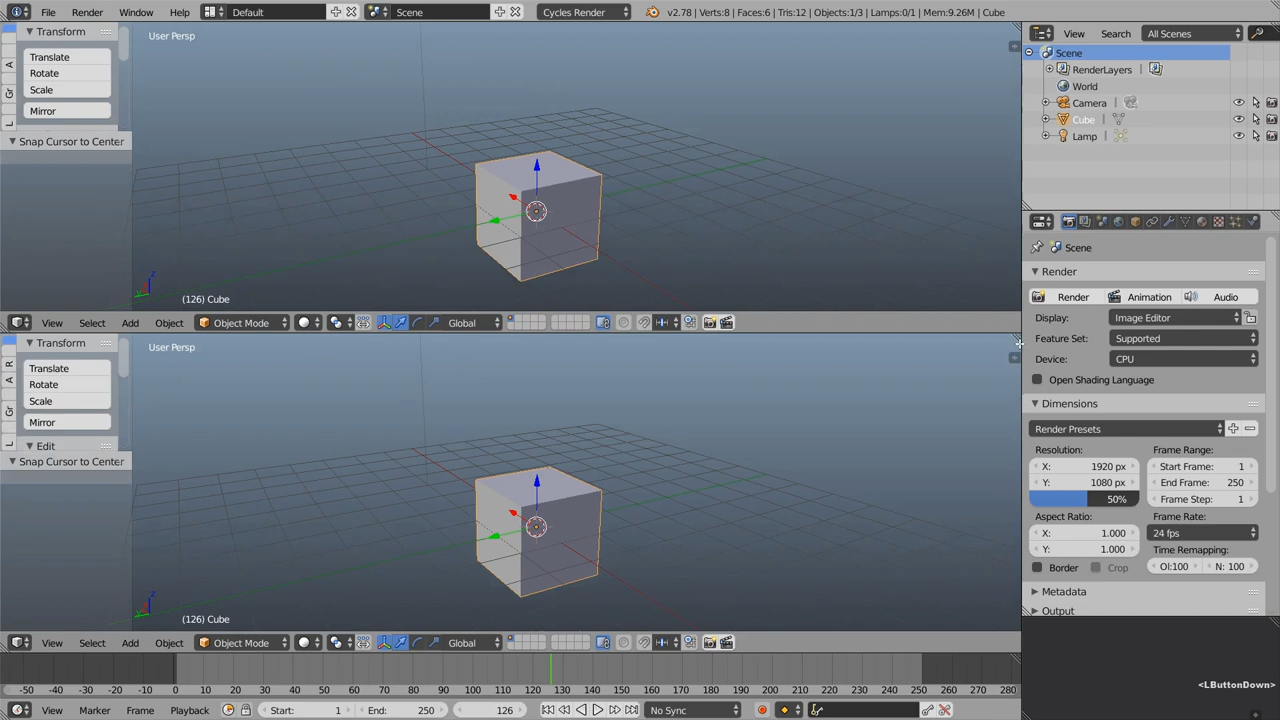 File Render Window Help Default Scene Cycles Render v2.78 | Verts:8 | Faces:6 | Tris:12 | Objects:1/3 | Lamps:0/1 | Mem:9.26M | Cube
Transform
Translate
Rotate
Scale
Mirror
Snap Cursor to Center
A
Gr
L
User Persp
z
y
(126) Cube
View Select Add Object Object Mode Global
Transform
Translate
Rotate
Scale
Mirror
Edit
Snap Cursor to Center
R
A
Gr
L
User Persp
z
y
(126) Cube
View Select Add Object Object Mode Global
-50 -40 -30 -20 -10 0 10 20 30 40 50 60 70 80 90 100 110 120 130 140 150 160 170 180 190 200 210 220 230 240 250 260 270 280
View Marker Frame Playback Start: 1 End: 250 126 No Sync
View Search All Scenes
Scene
RenderLayers |
World
Camera |
Cube |
Lamp |
Scene
Render
Render Animation Audio
Display: Image Editor
Feature Set: Supported
Device: CPU
Open Shading Language
Dimensions
Render Presets
Resolution: Frame Range:
X: 1920 px Start Frame: 1
Y: 1080 px End Frame: 250
50% Frame Step: 1
Aspect Ratio: Frame Rate:
X: 1.000 24 fps
Y: 1.000 Time Remapping:
Border Crop Ol:100 N: 100
Metadata
Output
<LButtonDown>